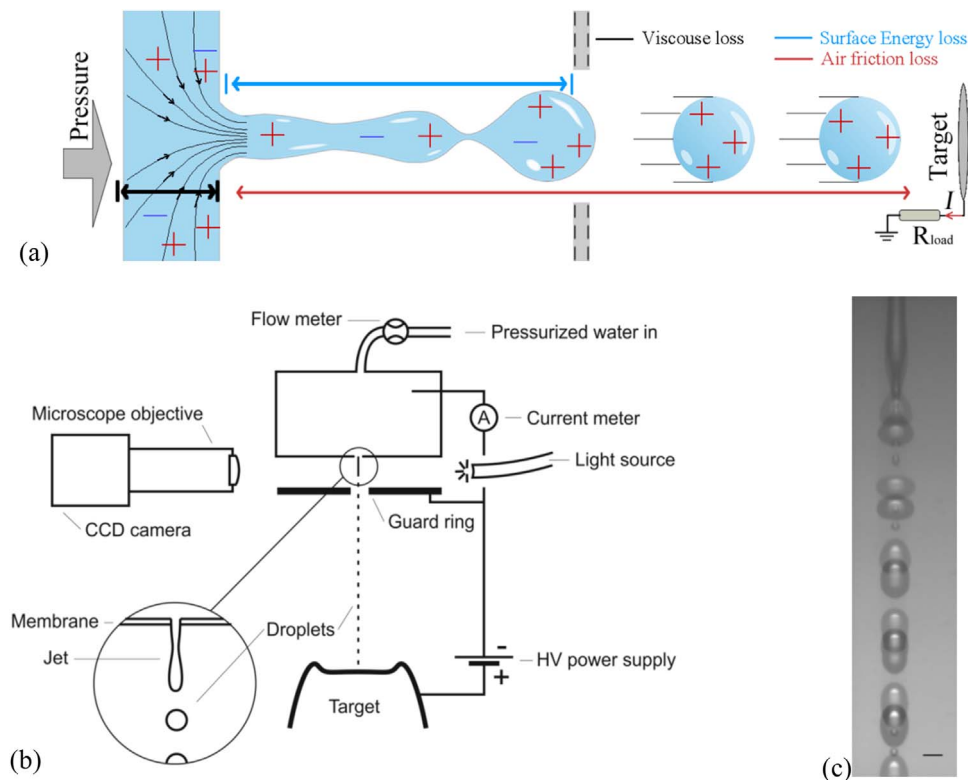 Viscouse loss
Surface Energy loss
Air friction loss
Pressure
Target
I
Rload
(a)
Flow meter
Pressurized water in
Microscope objective
Current meter
A
Light source
CCD camera
Guard ring
Membrane
Jet
Droplets
-
HV power supply
+
Target
(b)
(c)